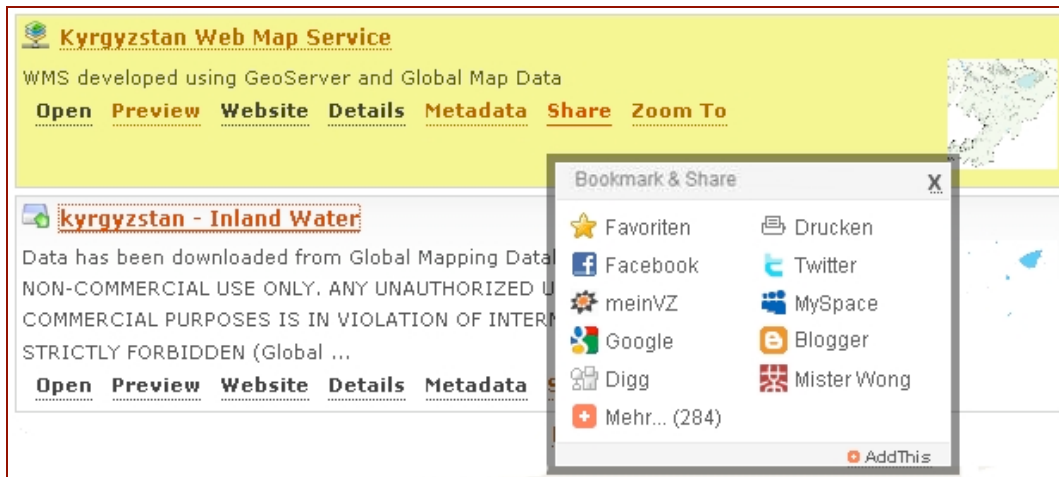 Kyrgyzstan Web Map Service
WMS developed using GeoServer and Global Map Data
Open Preview Website Details Metadata Share Zoom To
kyrgyzstan - Inland Water
Data has been downloaded from Global Mapping
NON-COMMERCIAL USE ONLY. ANY UNAUTHORIZED
COMMERCIAL PURPOSES IS IN VIOLATION OF
STRICTLY FORBIDDEN (Global ...
Open Preview Website Details Metadata
Bookmark & Share X
Favoriten Drucken
Facebook Twitter
meinVZ MySpace
Google Blogger
Digg Mister Wong
Mehr... (284)
AddThis